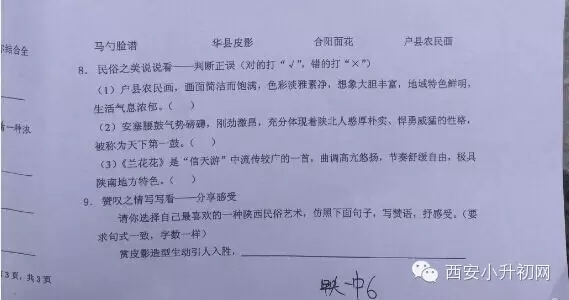 马勺脸谱 华县皮影 合阳面花 户县农民画
8. 民俗之美说说看——判断正误（对的打“√”，错的打“×”）
（1）户县农民画，画面简洁而饱满，色彩淡雅素净，想象大胆丰富，地域特色鲜明，
生活气息浓郁。（ ）
（2）安塞腰鼓气势磅礴，刚劲激昂，充分体现着陕北人憨厚朴实、悍勇威猛的性格，
被称为天下第一鼓。（ ）
（3）《兰花花》是“信天游”中流传较广的一首，曲调高亢悠扬，节奏舒缓自由，极具
陕南地方特色。（ ）
9. 赞叹之情写写看——分享感受
请你选择自己最喜欢的一种陕西民俗艺术，仿照下面句子，写赞语，抒感受。（要
求句式一致，字数一样）
赏皮影造型生动引人入胜，
3页，共3页
一中6
西安小升初网